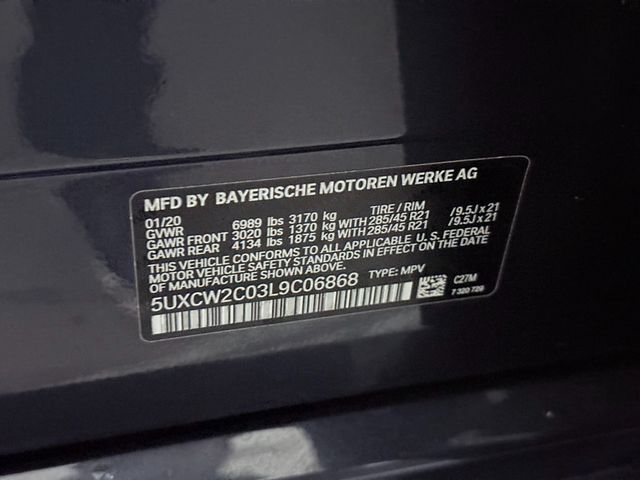 MFD BY BAYERISCHE MOTOREN WERKE AG
01/20 TIRE / RIM
GVWR 6989 lbs 3170 kg
GAWR FRONT 3020 lbs 1370 kg WITH 285/45 R21 /9.5J x 21
GAWR REAR 4134 lbs 1875 kg WITH 285/45 R21 /9.5J x 21
THIS VEHICLE CONFORMS TO ALL APPLICABLE U.S. FEDERAL
MOTOR VEHICLE SAFETY STANDARDS IN EFFECT
ON THE DATE OF MANUFACTURE SHOWN ABOVE.
5UXCW2C03L9C06868 TYPE: MPV
C27M
7 320 728